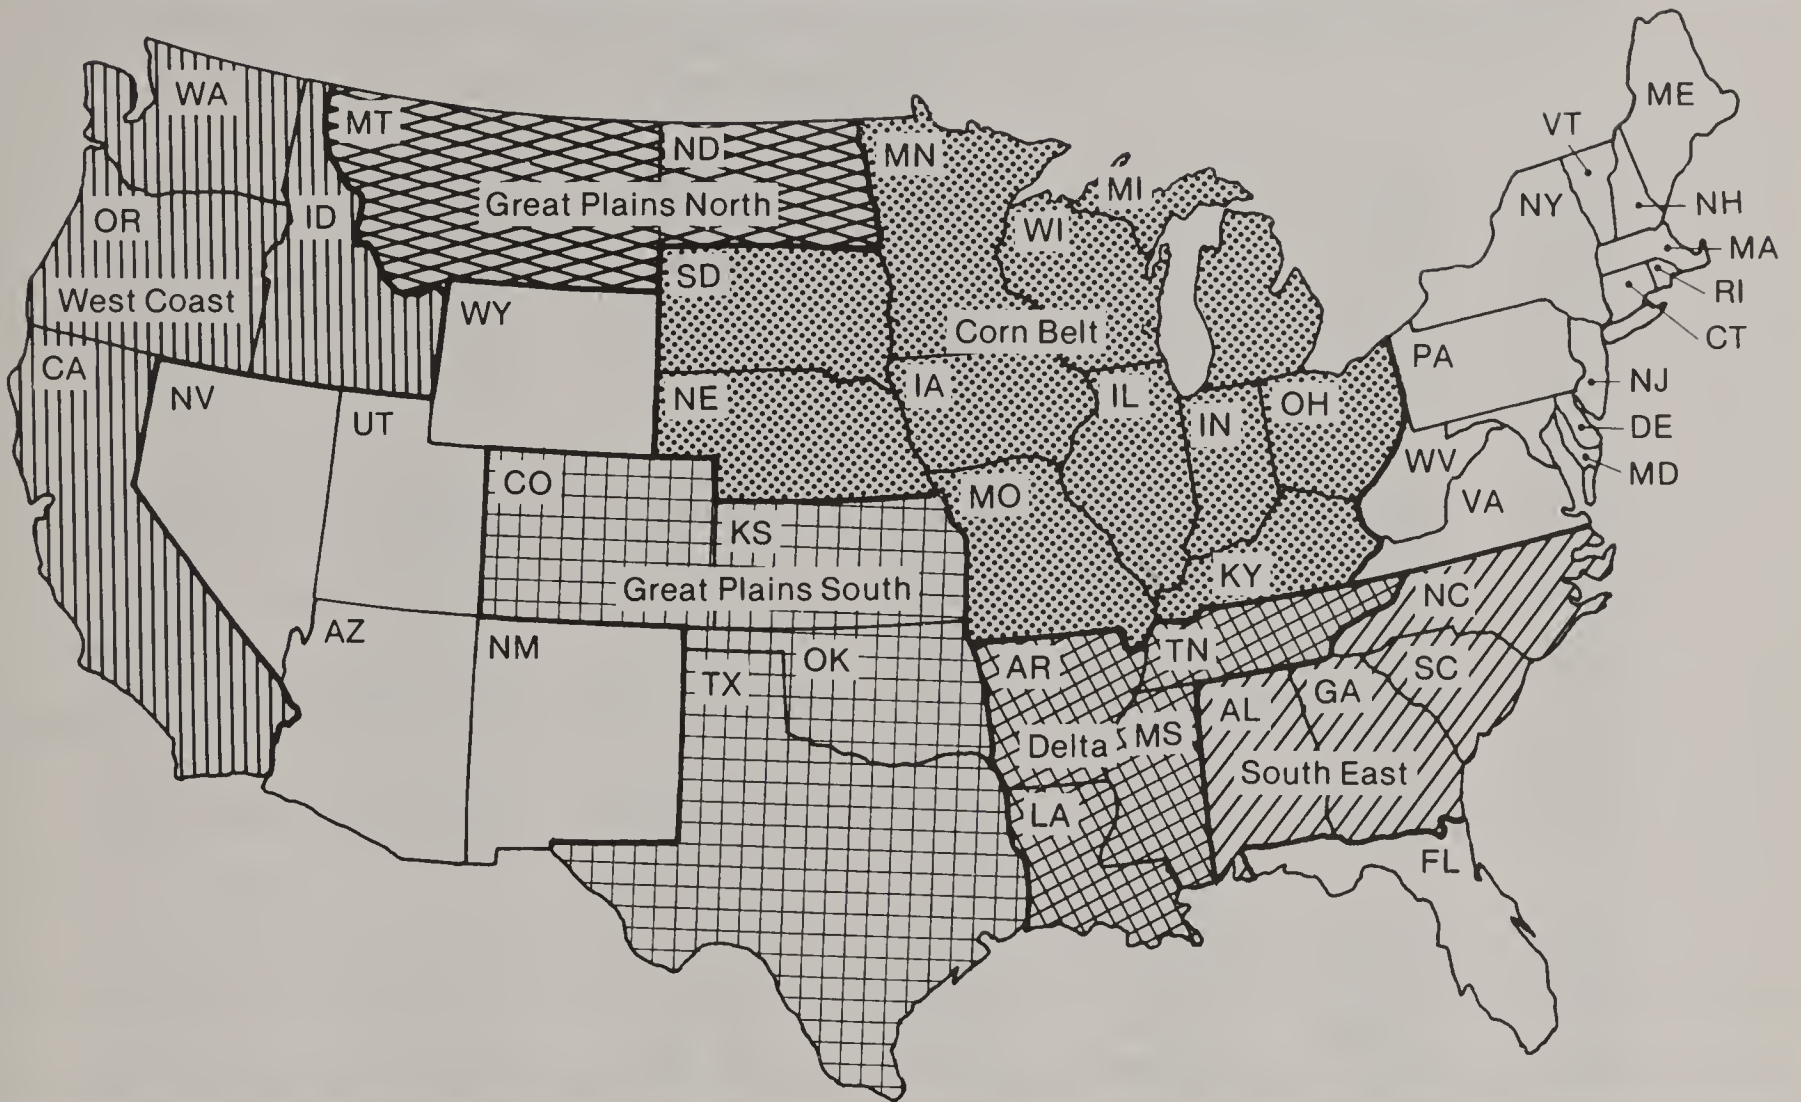 WA
MT
ND
MN
ME
VT
MI
Great Plains North
NY
NH
OR
ID
WI
MA
SD
RI
West Coast
WY
Corn Belt
CT
CA
PA
NV
NE
IA
IL
OH
NJ
UT
IN
DE
WV
MD
CO
MO
VA
KS
KY
Great Plains South
NC
AZ
NM
OK
AR
TN
SC
TX
GA
AL
Delta
MS
South East
LA
FL